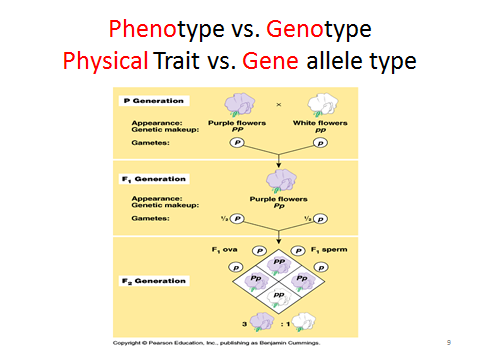 Phenotype vs. Genotype
Physical Trait vs. Gene allele type
P Generation
×
Appearance: Purple flowers White flowers
Genetic makeup: PP pp
Gametes: P p
F1 Generation
Appearance: Purple flowers
Genetic makeup: Pp
Gametes: ½ P ½ p
F1 ova P P F1 sperm
p p
PP
F2 Generation Pp Pp
pp
3 : 1
Copyright © Pearson Education, Inc., publishing as Benjamin Cummings.
9